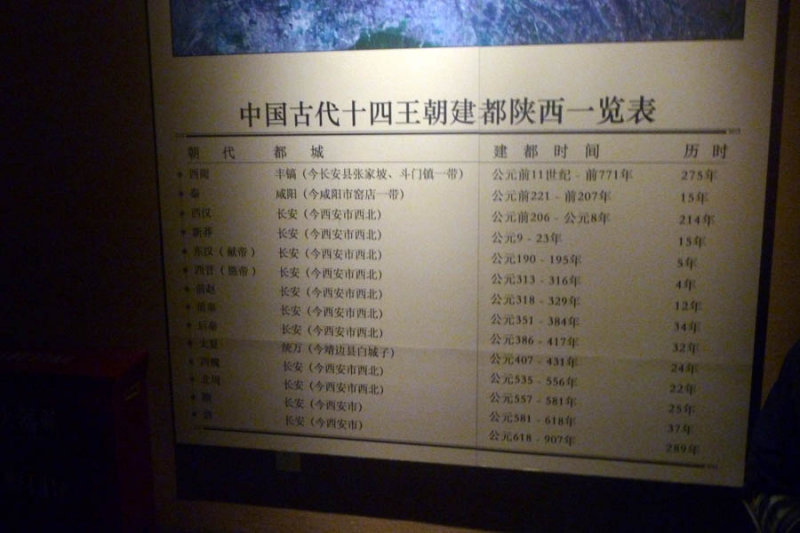 中国古代十四王朝建都陕西一览表
朝 代 都 城 建 都 时 间 历 时
西周 丰镐（今长安县张家坡、斗门镇一带） 公元前11世纪 - 前771年 275年
秦 咸阳（今咸阳市窑店一带） 公元前221 - 前207年 15年
西汉 长安（今西安市西北） 公元前206 - 公元8年 214年
新莽 长安（今西安市西北） 公元9 - 23年 15年
东汉（献帝） 长安（今西安市西北） 公元190 - 195年 5年
西晋（愍帝） 长安（今西安市西北） 公元313 - 316年 4年
前赵 长安（今西安市西北） 公元318 - 329年 12年
前秦 长安（今西安市西北） 公元351 - 384年 34年
后秦 长安（今西安市西北） 公元386 - 417年 32年
大夏 统万（今靖边县白城子） 公元407 - 431年 24年
西魏 长安（今西安市西北） 公元535 - 556年 22年
北周 长安（今西安市西北） 公元557 - 581年 25年
隋 长安（今西安市） 公元581 - 618年 37年
唐 长安（今西安市） 公元618 - 907年 289年